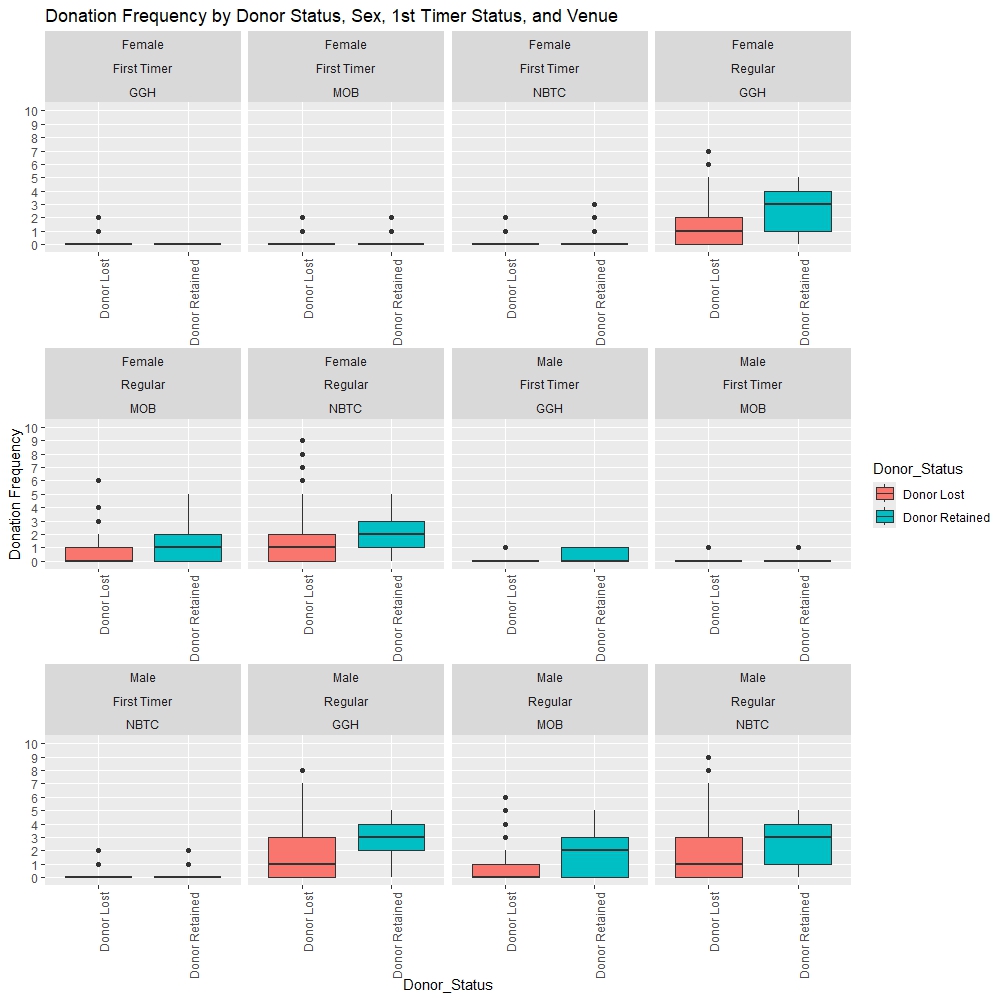 Donation Frequency by Donor Status, Sex, 1st Timer Status, and Venue
Female
First Timer
GGH
Female
First Timer
MOB
Female
First Timer
NBTC
Female
Regular
GGH
10
9
8
7
6
5
4
3
2
1
0
Donor Lost
Donor Retained
Donor Lost
Donor Retained
Donor Lost
Donor Retained
Donor Lost
Donor Retained
Female
Regular
MOB
Female
Regular
NBTC
Male
First Timer
GGH
Male
First Timer
MOB
Donation Frequency
10
9
8
7
6
5
4
3
2
1
0
Donor Lost
Donor Retained
Donor Lost
Donor Retained
Donor Lost
Donor Retained
Donor Lost
Donor Retained
Male
First Timer
NBTC
Male
Regular
GGH
Male
Regular
MOB
Male
Regular
NBTC
10
9
8
7
6
5
4
3
2
1
0
Donor Lost
Donor Retained
Donor Lost
Donor Retained
Donor Lost
Donor Retained
Donor Lost
Donor Retained
Donor_Status
Donor_Status
Donor Lost
Donor Retained